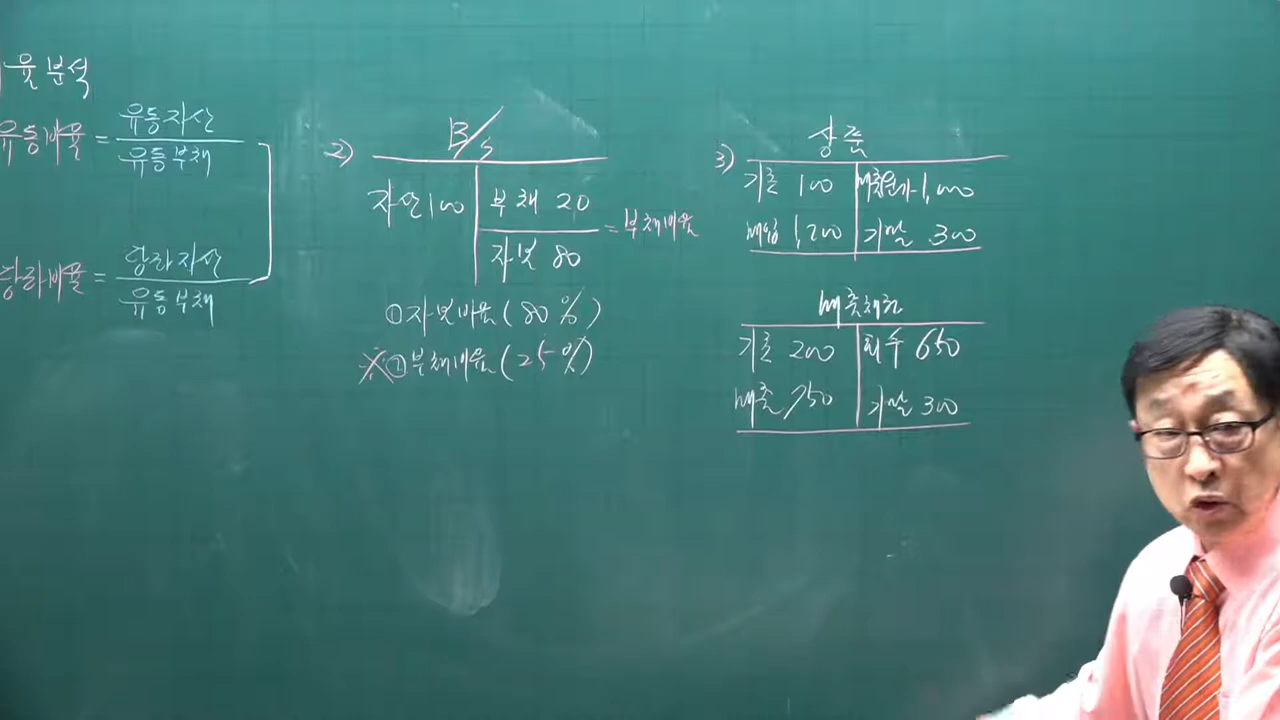 율분석
유동비율 = 유동자산
유동부채
당좌비율 = 당좌자산
유동부채
2) B/S
자산 100 부채 20
자본 80
= 부채비율
① 자본비율 (80%)
※② 부채비율 (25%)
3) 상품
기초 100 매출원가 1,000
매입 1,200 기말 300
매출채권
기초 200 회수 650
매출 750 기말 300